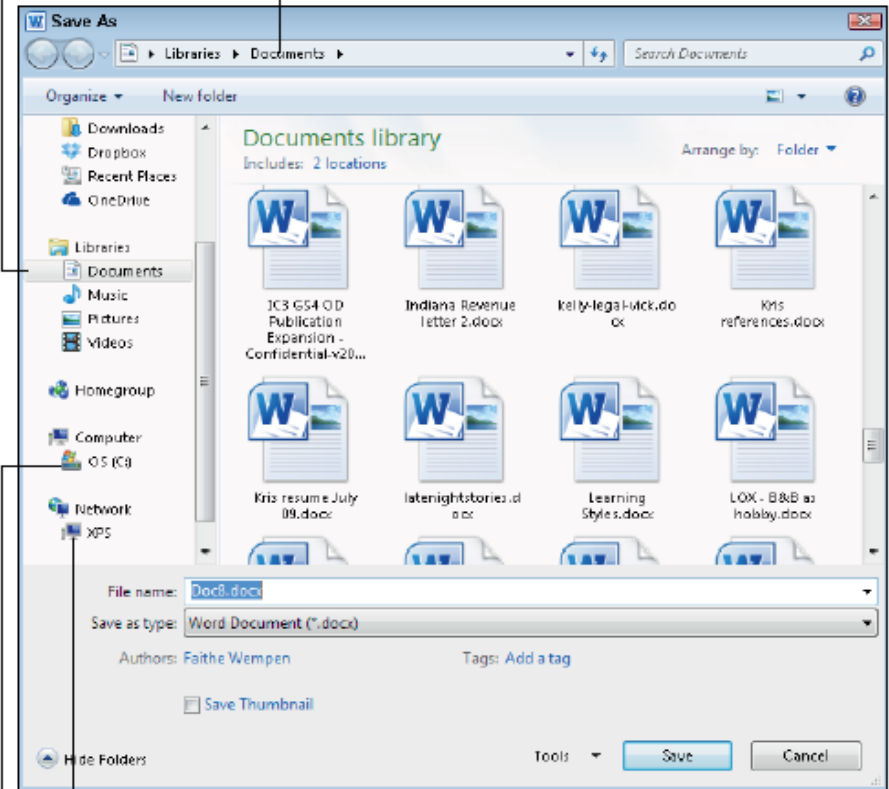 Save As
Libraries Documents
Search Documents
Organize New folder
Downloads
Dropbox
Recent Places
OneDrive
Libraries
Documents
Music
Pictures
Videos
Homegroup
Computer
OS (C:)
Network
XPS
Documents library
Includes: 2 locations
Arrange by: Folder
IC3 GS4 OD
Publication
Expansion -
Confidential-v20...
Indiana Revenue
letter 2.docx
kelly-legal-vick.do
cx
Kris
references.docx
Kris resume July
09.docx
latenightstories.d
ocx
Learning
Styles.docx
LOX - B&B as
hobby.docx
File name: Doc8.docx
Save as type: Word Document (*.docx)
Authors: Faithe Wempen
Tags: Add a tag
Save Thumbnail
Hide Folders
Tools Save Cancel